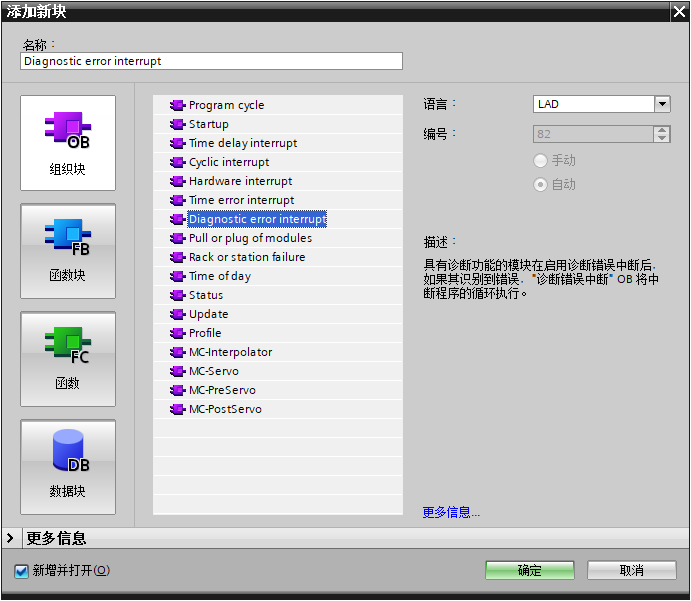 添加新块
名称：
Diagnostic error interrupt
OB
组织块
FB
函数块
FC
函数
DB
数据块
Program cycle
Startup
Time delay interrupt
Cyclic interrupt
Hardware interrupt
Time error interrupt
Diagnostic error interrupt
Pull or plug of modules
Rack or station failure
Time of day
Status
Update
Profile
MC-Interpolator
MC-Servo
MC-PreServo
MC-PostServo
语言：
LAD
编号：
82
手动
自动
描述：
具有诊断功能的模块在启用诊断错误中断后，
如果其识别到错误，"诊断错误中断" OB 将中
断程序的循环执行。
更多信息...
更多信息
新增并打开(O)
确定
取消